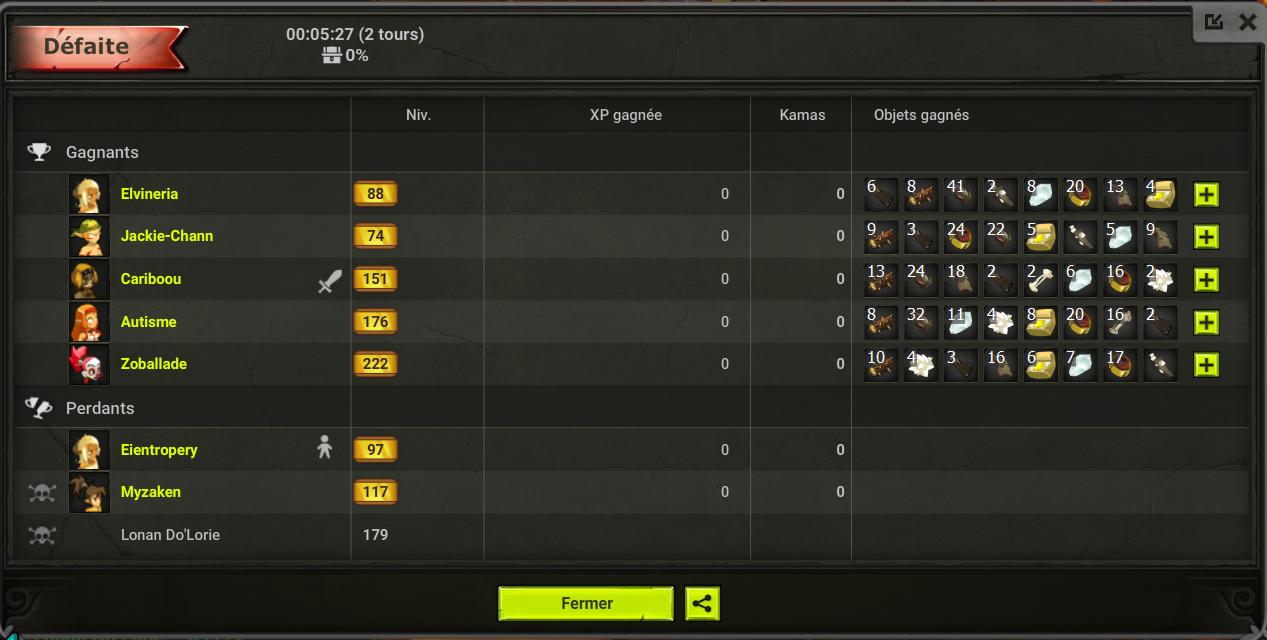 Défaite
00:05:27 (2 tours)
0%
Niv. XP gagnée Kamas Objets gagnés
Gagnants
Elvineria 88 0 0 6 8 41 2 8 20 13 4
Jackie-Chann 74 0 0 9 3 24 22 5 5 9
Cariboou 151 0 0 13 24 18 2 2 6 16 2
Autisme 176 0 0 8 32 11 4 8 20 16 2
Zoballade 222 0 0 10 4 3 16 6 7 17
Perdants
Eientropery 97 0 0
Myzaken 117 0 0
Lonan Do'Lorie 179
Fermer